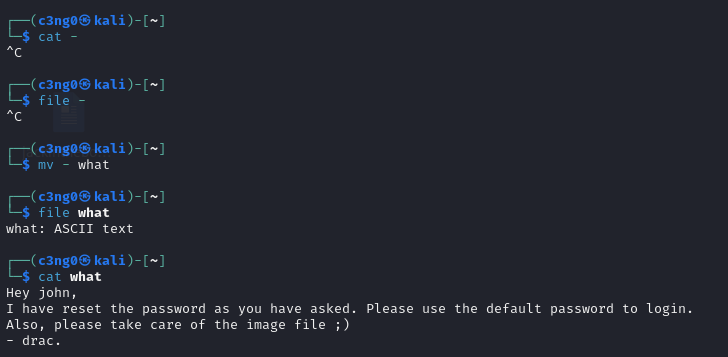 ┌──(c3ng0㉿kali)-[~]
└─$ cat -
^C
┌──(c3ng0㉿kali)-[~]
└─$ file -
^C
┌──(c3ng0㉿kali)-[~]
└─$ mv - what
┌──(c3ng0㉿kali)-[~]
└─$ file what
what: ASCII text
┌──(c3ng0㉿kali)-[~]
└─$ cat what
Hey john,
I have reset the password as you have asked. Please use the default password to login.
Also, please take care of the image file ;)
- drac.